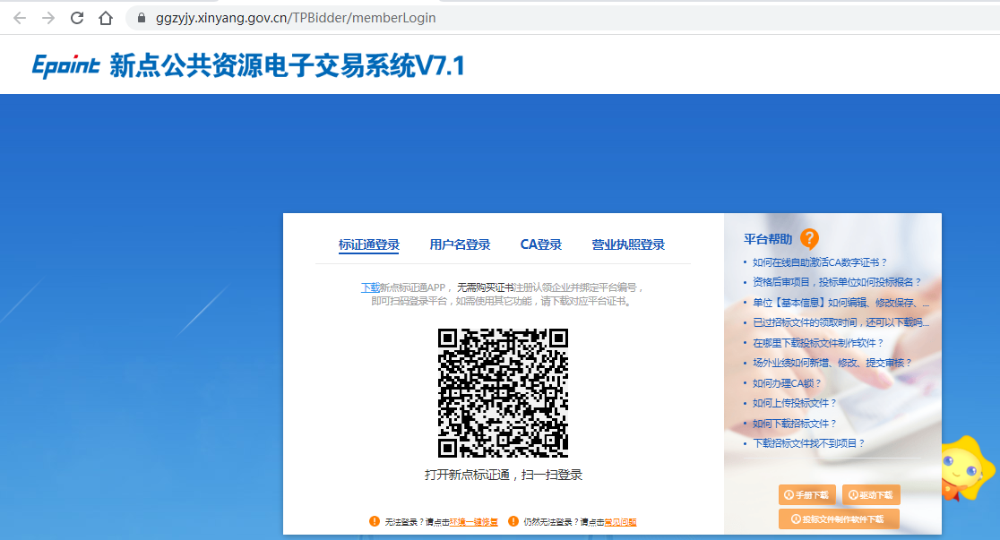 ggzyjy.xinyang.gov.cn/TPBidder/memberLogin
Epoint 新点公共资源电子交易系统V7.1
标证通登录 用户名登录 CA登录 营业执照登录
下载新点标证通APP， 无需购买证书注册认领企业并绑定平台编号，
即可扫码登录平台，如需使用其它功能，请下载对应平台证书。
打开新点标证通，扫一扫登录
! 无法登录？请点击环境一键修复 ! 仍然无法登录？请点击常见问题
平台帮助 ?
• 如何在线自助激活CA数字证书？
• 资格后审项目，投标单位如何投标报名？
• 单位【基本信息】如何编辑、修改保存、...
• 已过招标文件的领取时间，还可以下载吗...
• 在哪里下载投标文件制作软件？
• 场外业绩如何新增、修改、提交审核？
• 如何办理CA锁？
• 如何上传投标文件？
• 如何下载招标文件？
• 下载招标文件找不到项目？
手册下载 驱动下载
投标文件制作软件下载